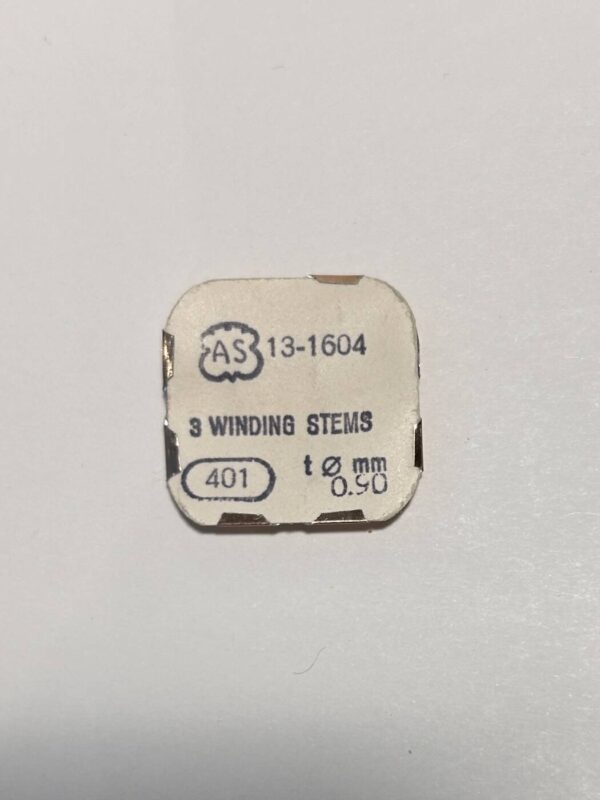 AS 13-1604
3 WINDING STEMS
401 t Ø mm
0.90